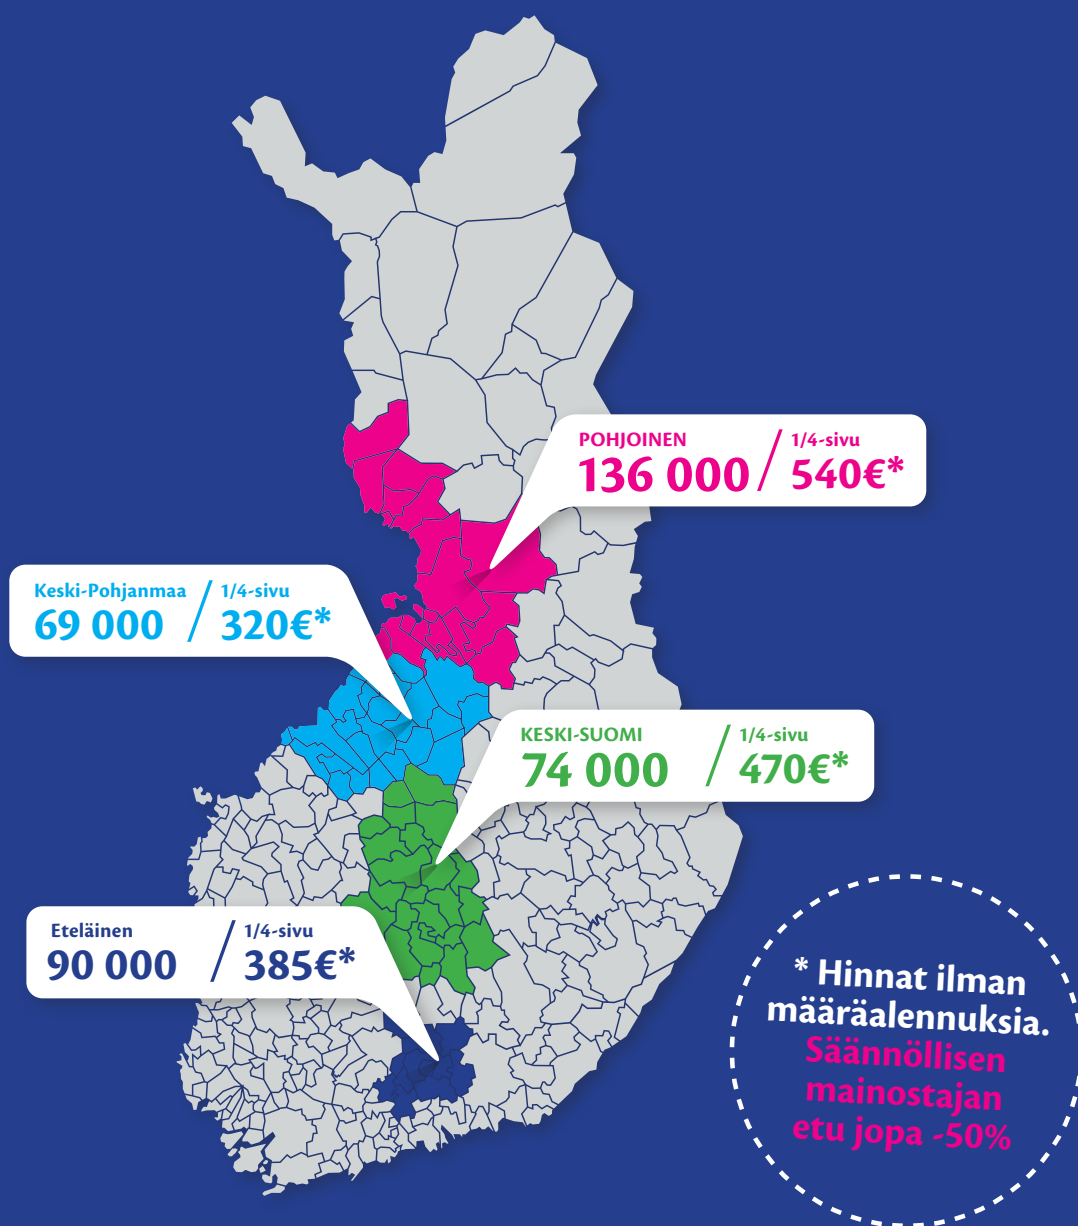 POHJOINEN
136 000 / 1/4-sivu
540€*
Keski-Pohjanmaa
69 000 / 1/4-sivu
320€*
KESKI-SUOMI
74 000 / 1/4-sivu
470€*
Eteläinen
90 000 / 1/4-sivu
385€*
* Hinnat ilman
määräalennuksia.
Säännöllisen
mainostajan
etu jopa -50%